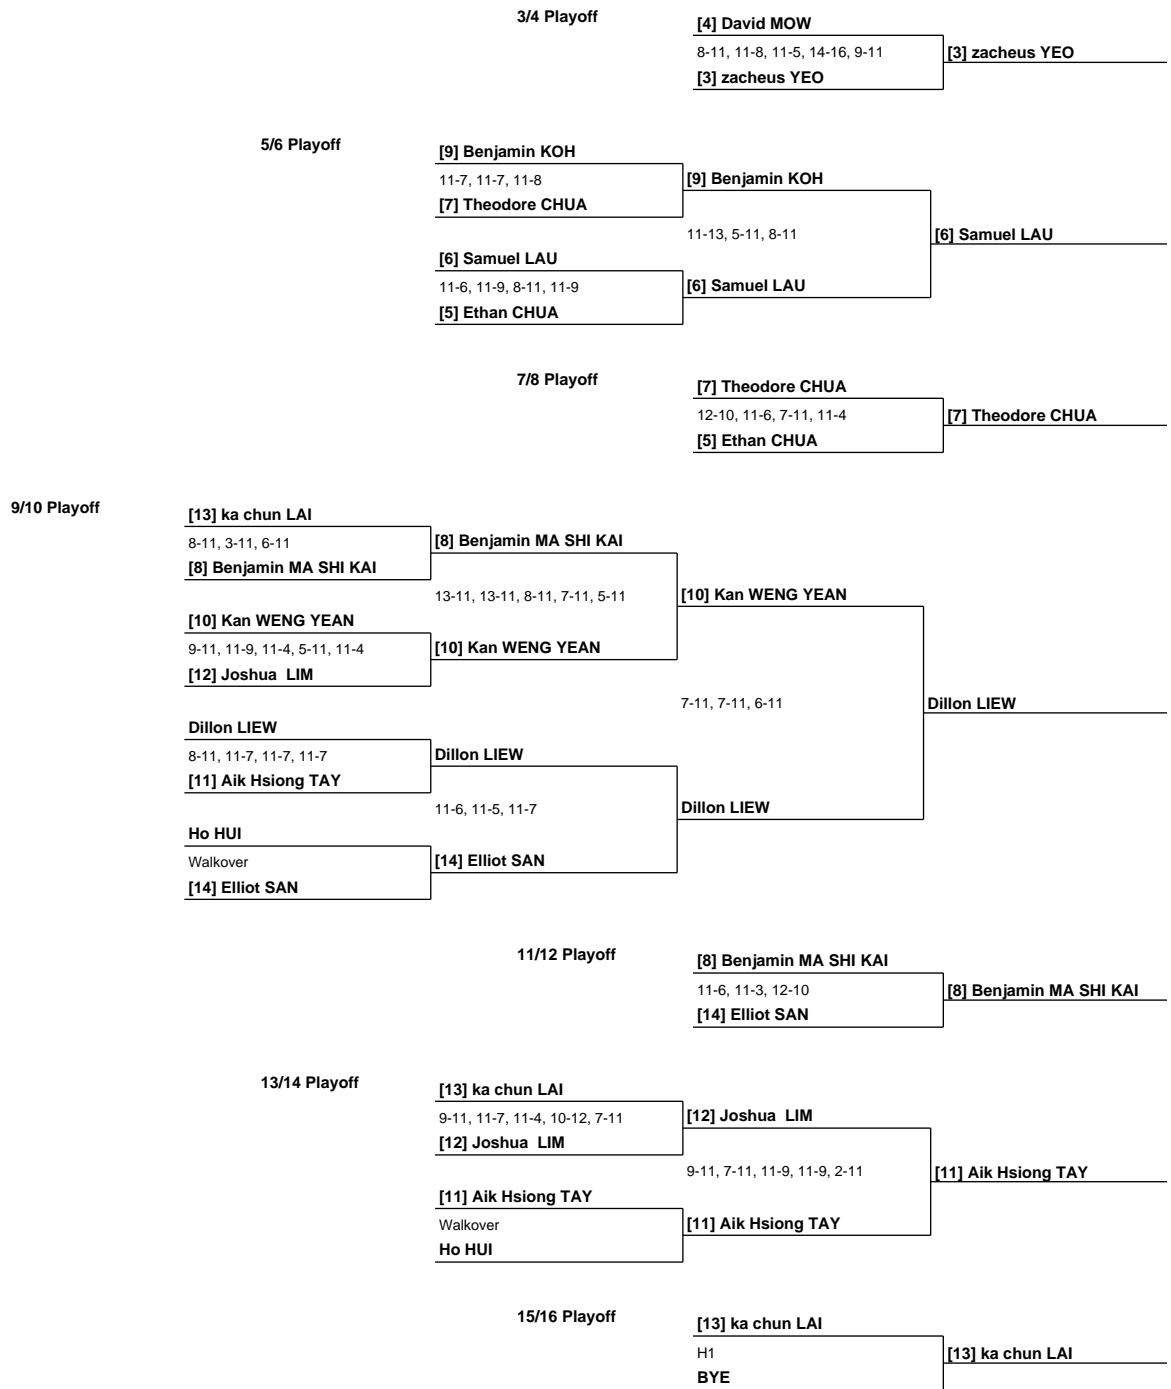 3/4 Playoff
[4] David MOW
8-11, 11-8, 11-5, 14-16, 9-11
[3] zacheus YEO
[3] zacheus YEO
5/6 Playoff
[9] Benjamin KOH
11-7, 11-7, 11-8
[9] Benjamin KOH
[7] Theodore CHUA
11-13, 5-11, 8-11
[6] Samuel LAU
[6] Samuel LAU
11-6, 11-9, 8-11, 11-9
[6] Samuel LAU
[5] Ethan CHUA
7/8 Playoff
[7] Theodore CHUA
12-10, 11-6, 7-11, 11-4
[7] Theodore CHUA
[5] Ethan CHUA
9/10 Playoff
[13] ka chun LAI
8-11, 3-11, 6-11
[8] Benjamin MA SHI KAI
[8] Benjamin MA SHI KAI
13-11, 13-11, 8-11, 7-11, 5-11
[10] Kan WENG YEAN
[10] Kan WENG YEAN
9-11, 11-9, 11-4, 5-11, 11-4
[10] Kan WENG YEAN
[12] Joshua  LIM
7-11, 7-11, 6-11
Dillon LIEW
Dillon LIEW
8-11, 11-7, 11-7, 11-7
Dillon LIEW
[11] Aik Hsiong TAY
11-6, 11-5, 11-7
Dillon LIEW
Ho HUI
Walkover
[14] Elliot SAN
[14] Elliot SAN
11/12 Playoff
[8] Benjamin MA SHI KAI
11-6, 11-3, 12-10
[8] Benjamin MA SHI KAI
[14] Elliot SAN
13/14 Playoff
[13] ka chun LAI
9-11, 11-7, 11-4, 10-12, 7-11
[12] Joshua  LIM
[12] Joshua  LIM
9-11, 7-11, 11-9, 11-9, 2-11
[11] Aik Hsiong TAY
[11] Aik Hsiong TAY
Walkover
[11] Aik Hsiong TAY
Ho HUI
15/16 Playoff
[13] ka chun LAI
H1
[13] ka chun LAI
BYE